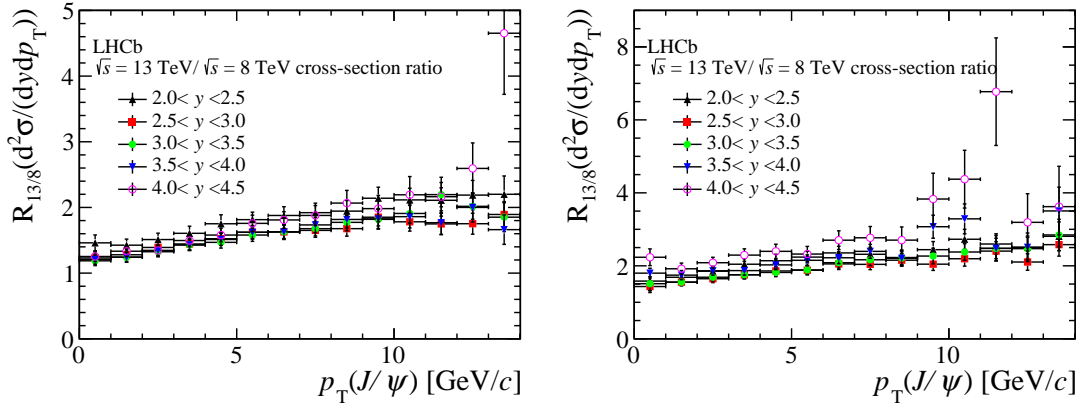 R13/8(d²σ/(dydpT)
5
4
3
2
1
0
LHCb
√s = 13 TeV/ √s = 8 TeV cross-section ratio
2.0< y <2.5
2.5< y <3.0
3.0< y <3.5
3.5< y <4.0
4.0< y <4.5
0
5
10
pT(J/ψ) [GeV/c]
R13/8(d²σ/(dydpT)
8
6
4
2
0
LHCb
√s = 13 TeV/ √s = 8 TeV cross-section ratio
2.0< y <2.5
2.5< y <3.0
3.0< y <3.5
3.5< y <4.0
4.0< y <4.5
0
5
10
pT(J/ψ) [GeV/c]